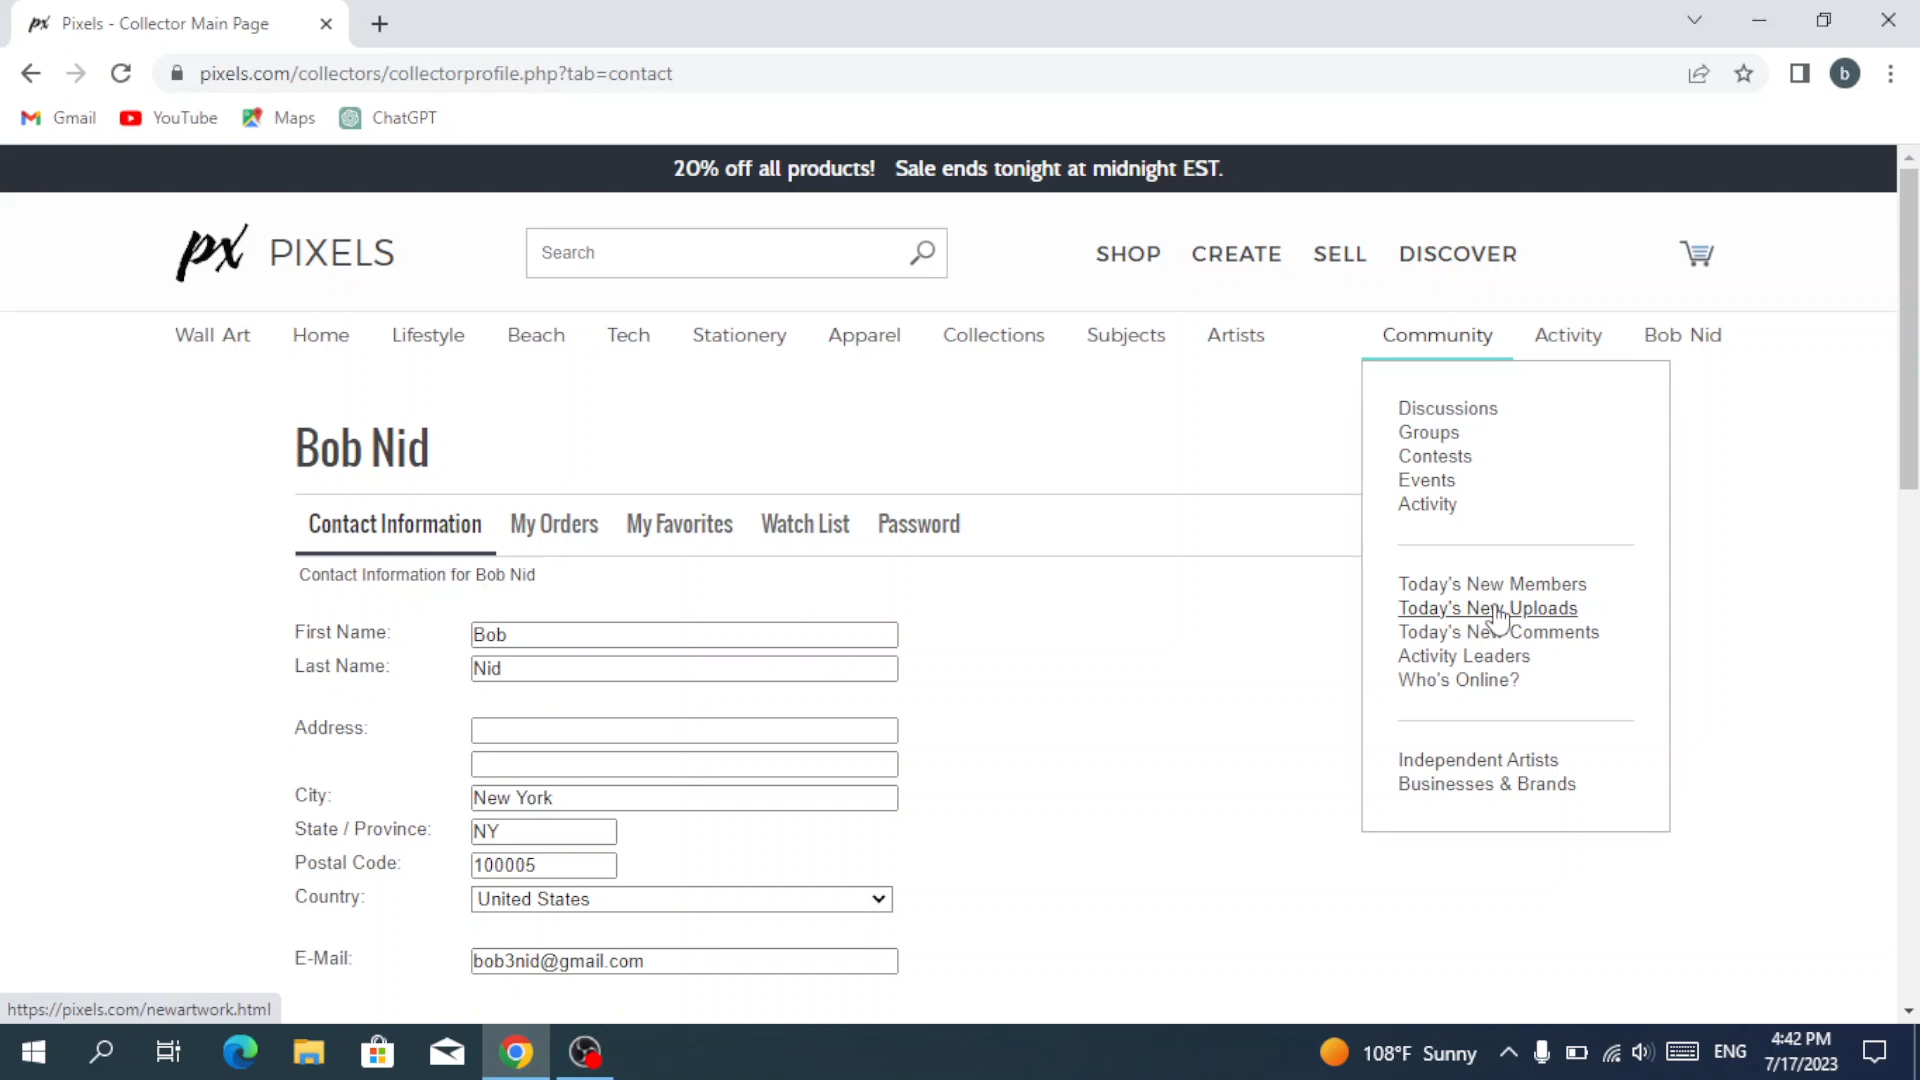 Pixels - Collector Main Page
pixels.com/collectors/collectorprofile.php?tab=contact
b
Gmail YouTube Maps ChatGPT
20% off all products! Sale ends tonight at midnight EST.
px PIXELS
Search
SHOP CREATE SELL DISCOVER
Wall Art Home Lifestyle Beach Tech Stationery Apparel Collections Subjects Artists Community Activity Bob Nid
Discussions
Groups
Contests
Events
Activity
Today's New Members
Today's New Uploads
Today's New Comments
Activity Leaders
Who's Online?
Independent Artists
Businesses & Brands
Bob Nid
Contact Information My Orders My Favorites Watch List Password
Contact Information for Bob Nid
First Name: Bob
Last Name: Nid
Address:
City: New York
State / Province: NY
Postal Code: 100005
Country: United States
E-Mail: bob3nid@gmail.com
https://pixels.com/newartwork.html
108°F Sunny
ENG
4:42 PM
7/17/2023